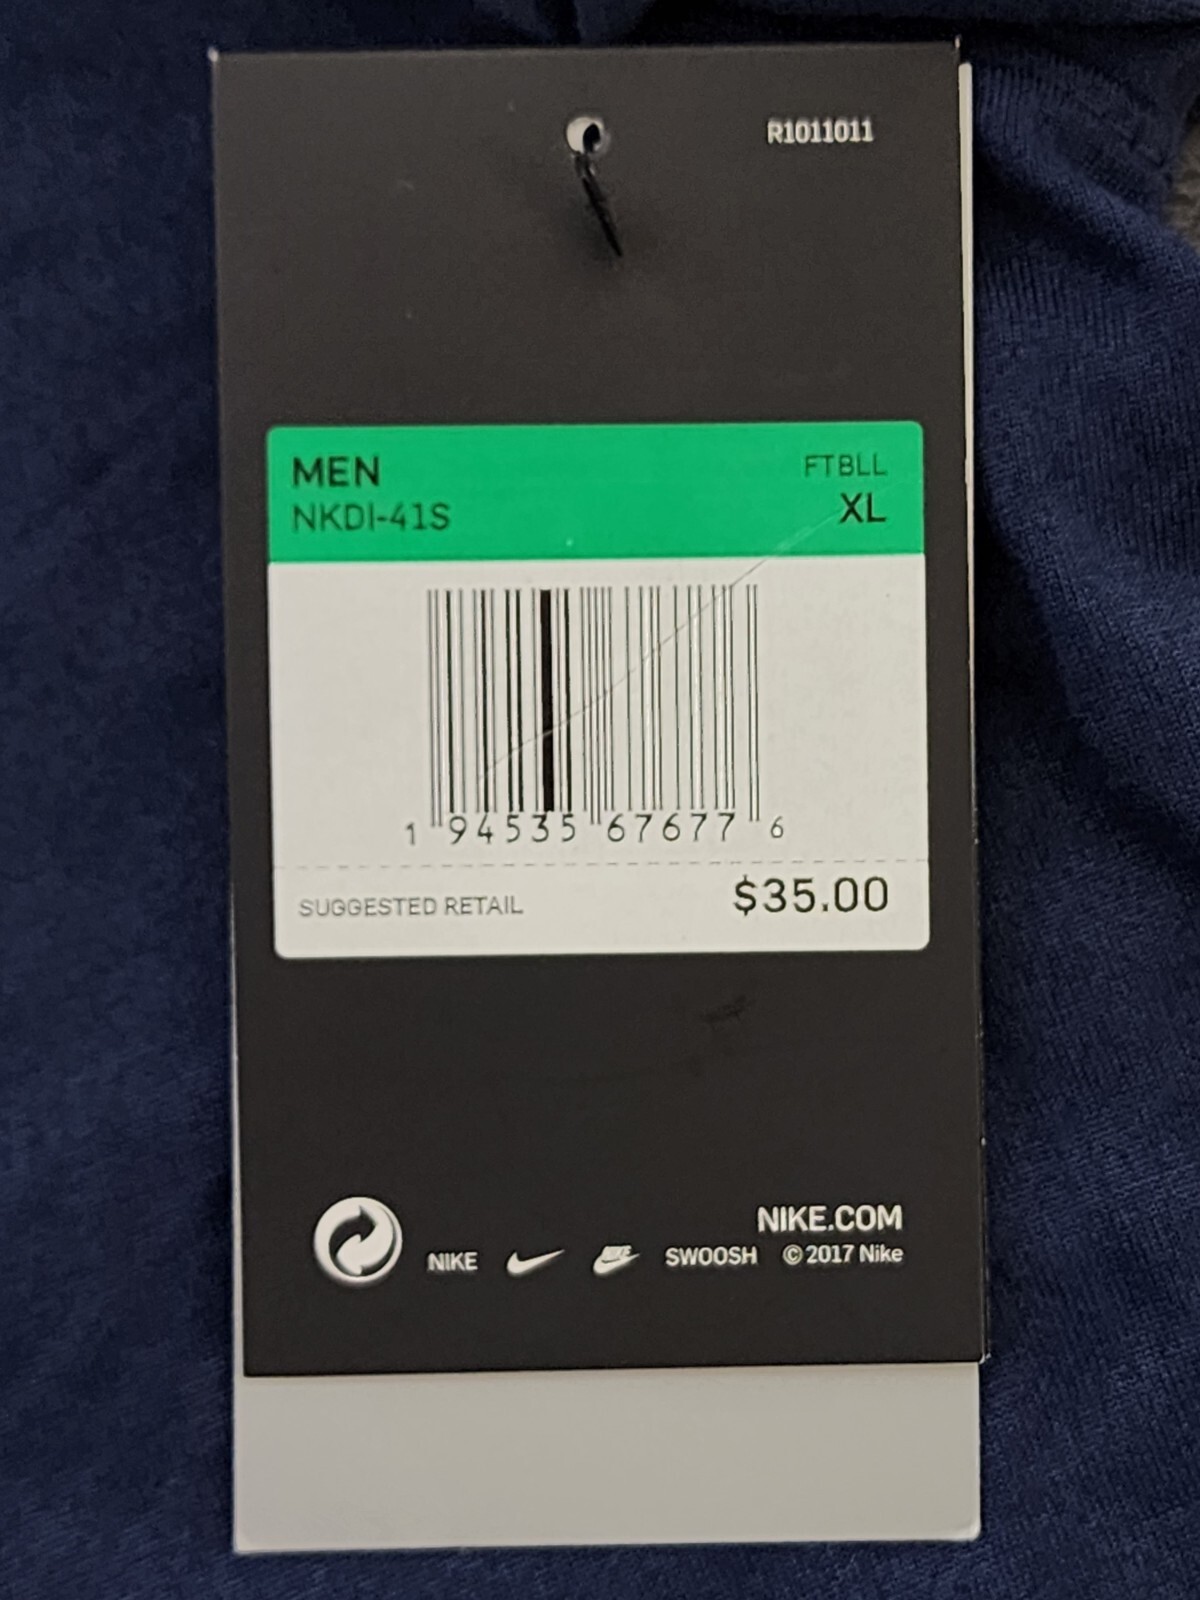 R1011011
MEN
FTBLL
NKDI-41S
XL
1 94535 67677 6
SUGGESTED RETAIL
$35.00
NIKE.COM
NIKE
NIKE
SWOOSH
© 2017 Nike